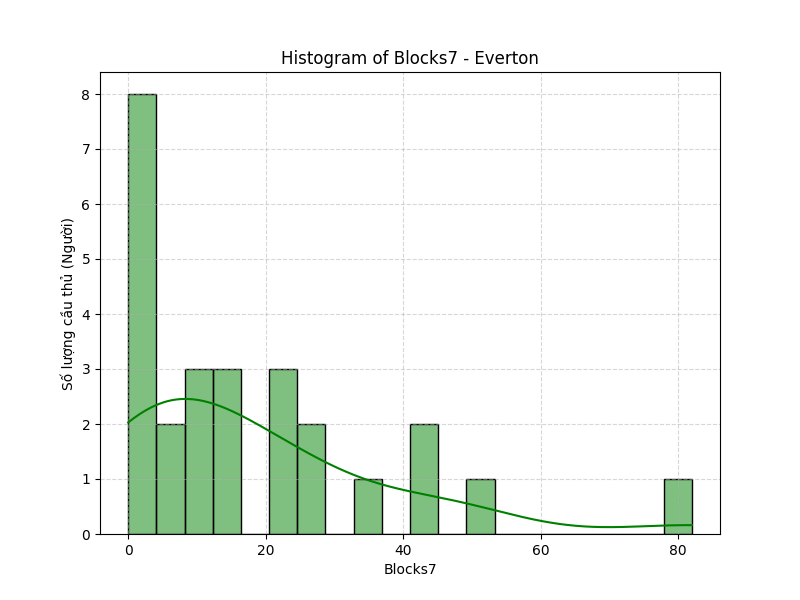 Histogram of Blocks7 - Everton
Số lượng cầu thủ (Người)
8
7
6
5
4
3
2
1
0
0 20 40 60 80
Blocks7